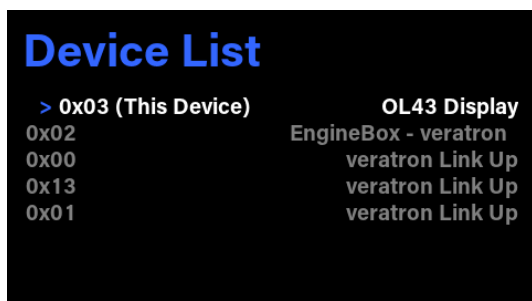 Device List
> 0x03 (This Device) OL43 Display
0x02 EngineBox - veratron
0x00 veratron Link Up
0x13 veratron Link Up
0x01 veratron Link Up